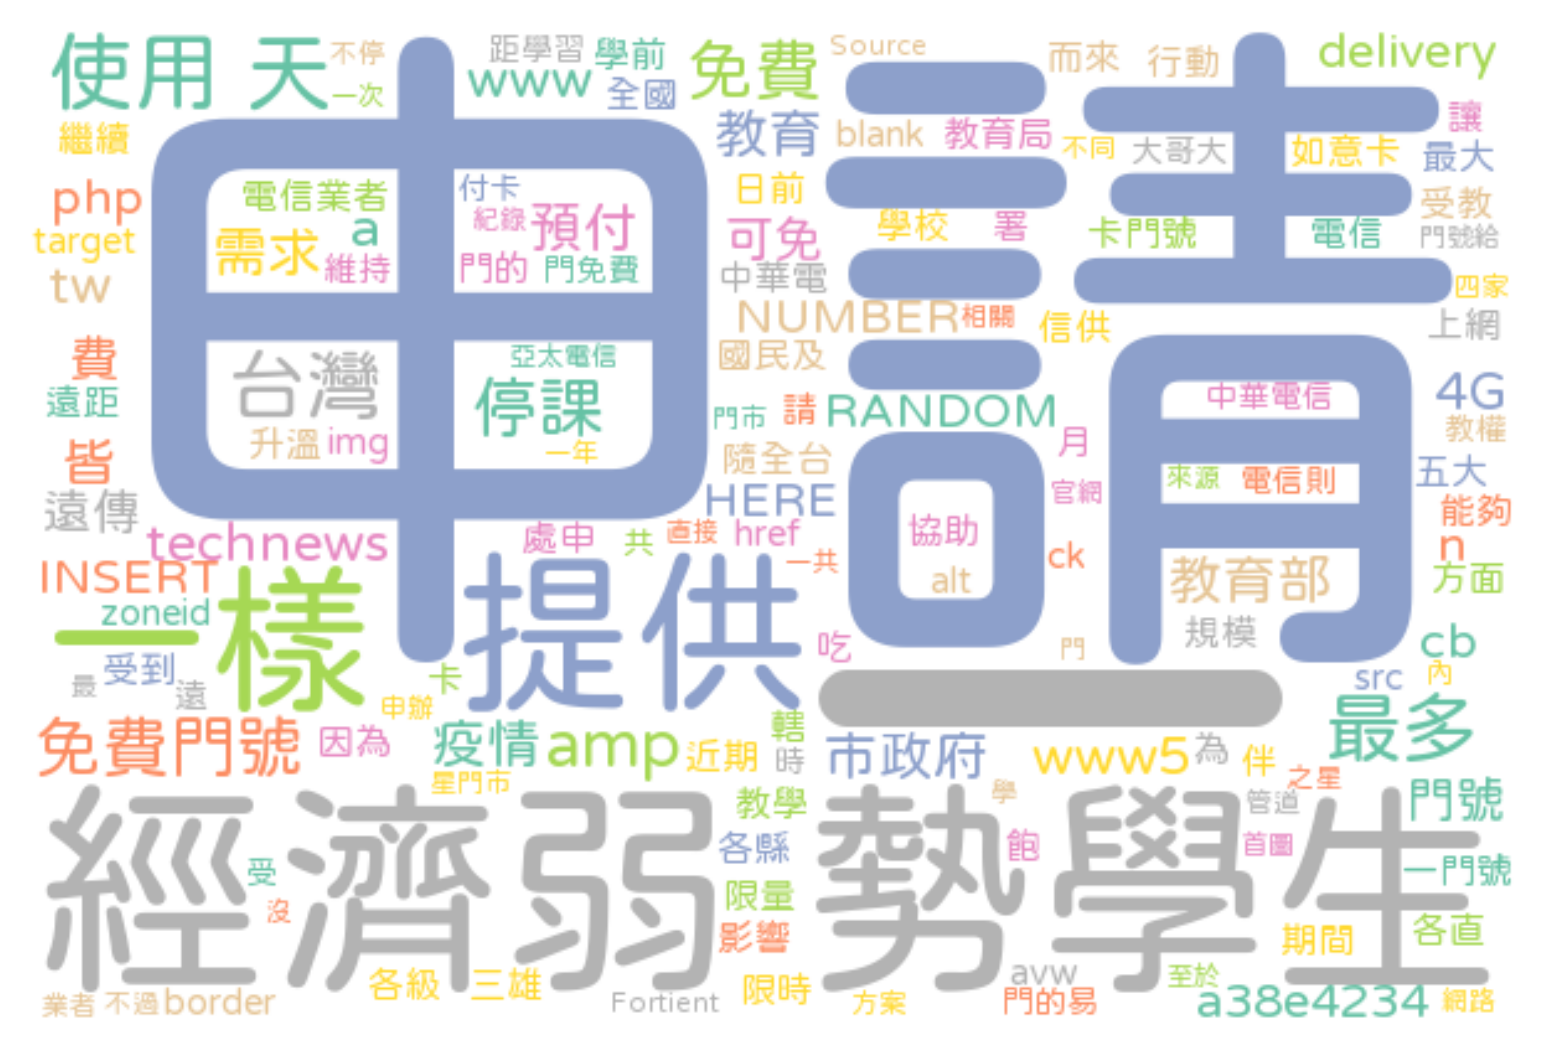 使用 天 不停 一次 距學習 www 學前 全國 免費 Source 而來 行動 delivery
繼續 教育 blank 教育局 不同 大哥大 如意卡 讓 最大
php 電信業者 付卡 紀錄 預付 日前 學校 署 受教
target 需求 a 維持 門的 門免費 可免 中華電 卡門號 電信 門號給
tw NUMBER 相關 信供 四家 上網
申請
費 台灣 亞太電信 停課 國民及 中華電信 4G
遠距 升溫 img 一年 門市 請 RANDOM 月 教權
皆 隨全台 來源 電信則 五大
遠傳 HERE 官網 能夠
technews 處申 共 直接 href 一共 協助 alt ck 教育部 n 方面
INSERT zoneid 一樣 提供 吃 門 規模 cb
受到 最 遠 卡 申辦 一 src 內
免費門號 因為 疫情 amp 近期 轄 時 市政府 www5 為 伴 之星 最多
星門市 教學 學 管道 門號
經濟弱勢學生
受 沒 各縣 限量 影響 飽 首圖 一門號 期間 各直
業者 不過 border 各級 三雄 Fortient 限時 方案 avw 門的易 至於 a38e4234 網路